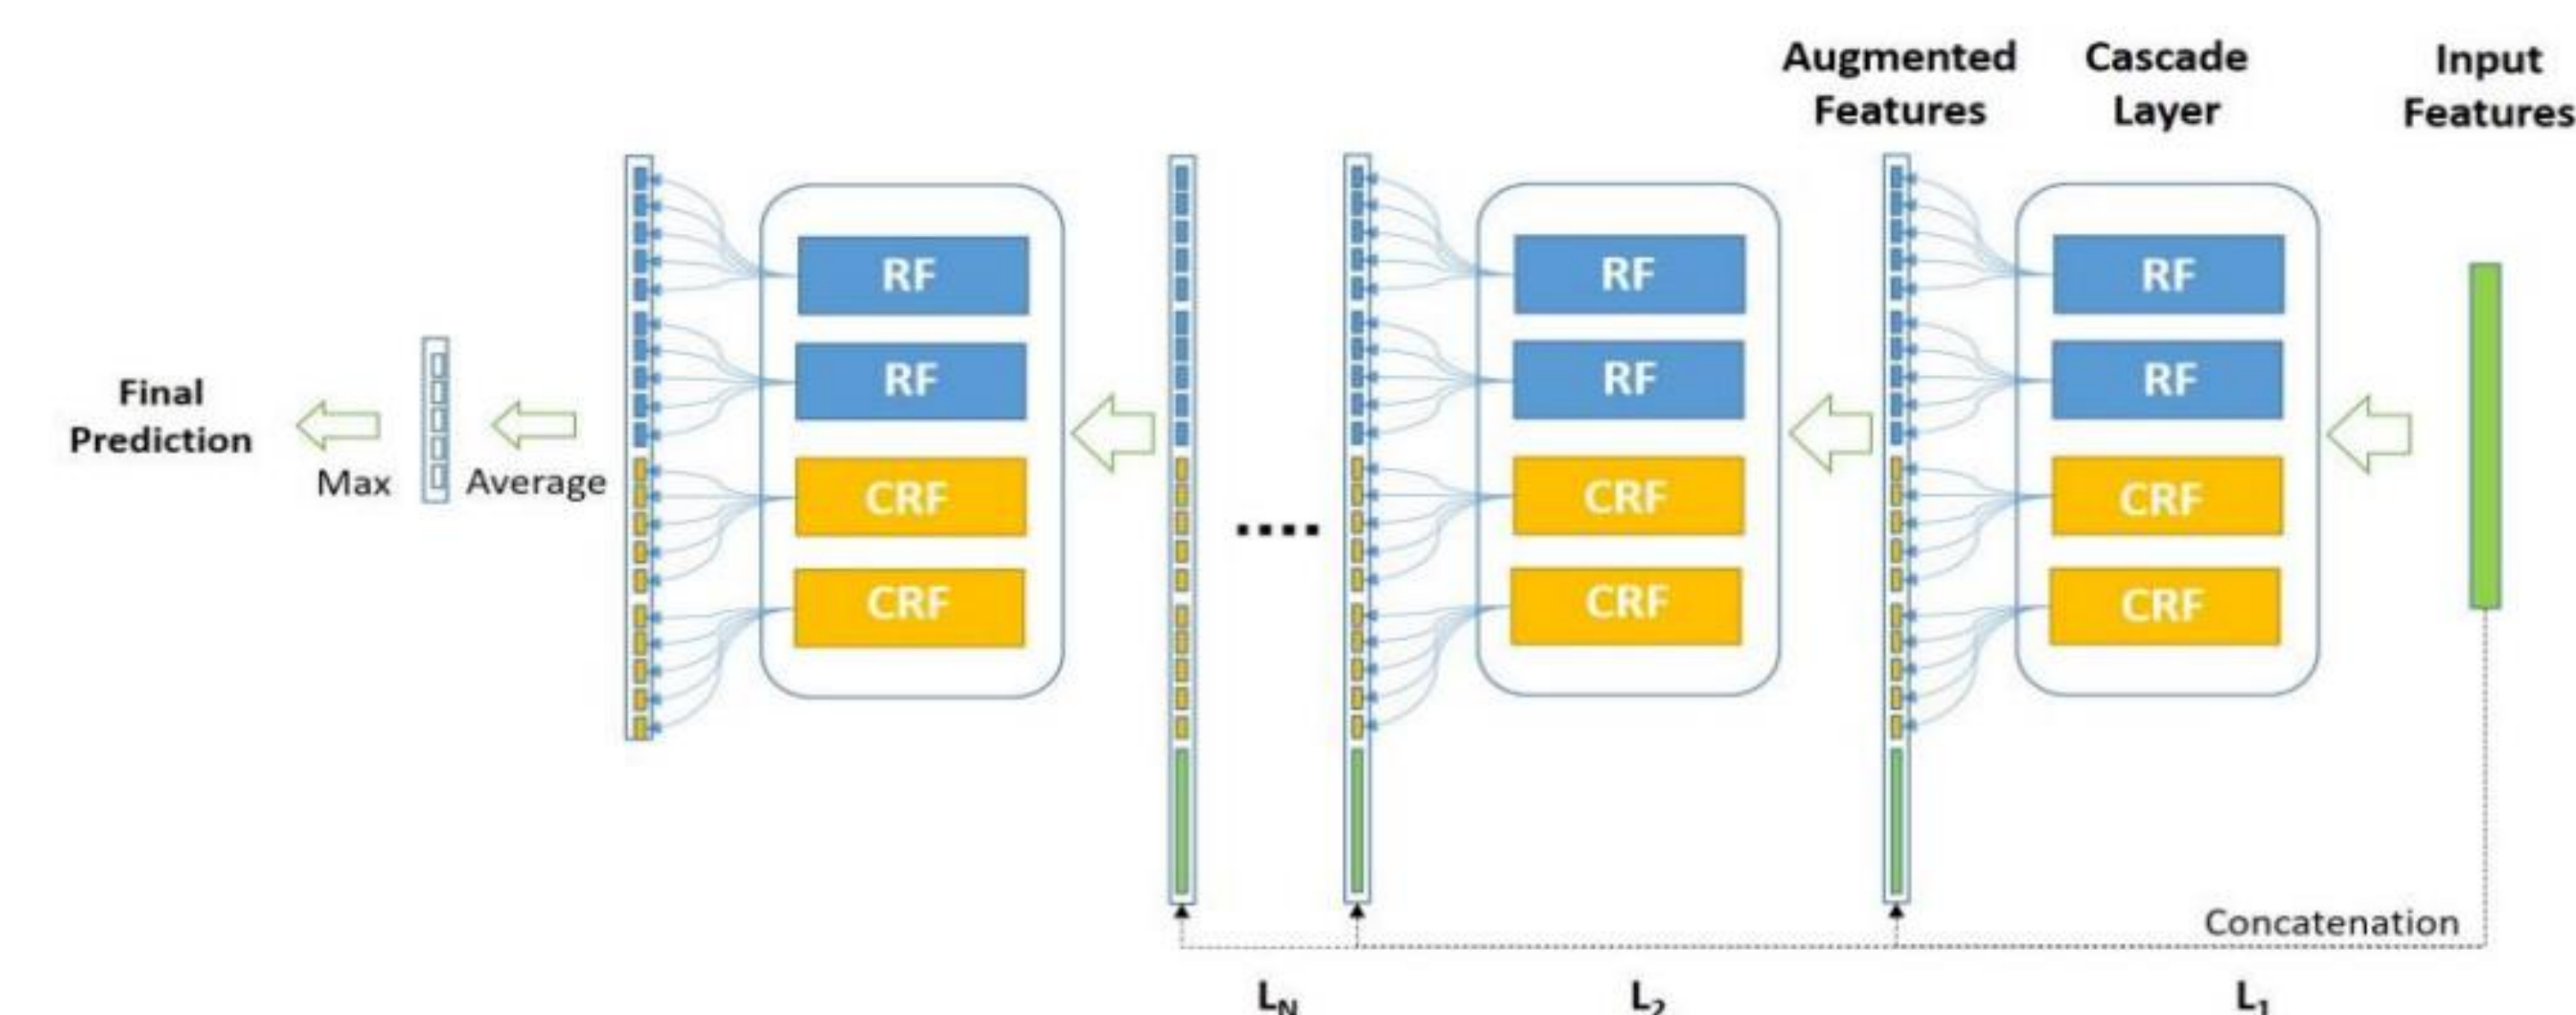 Augmented Features
Cascade Layer
Input Features
RF
RF
RF
RF
RF
RF
CRF
CRF
CRF
CRF
CRF
CRF
Final Prediction
Max
Average
....
Concatenation
L_N
L_2
L_1